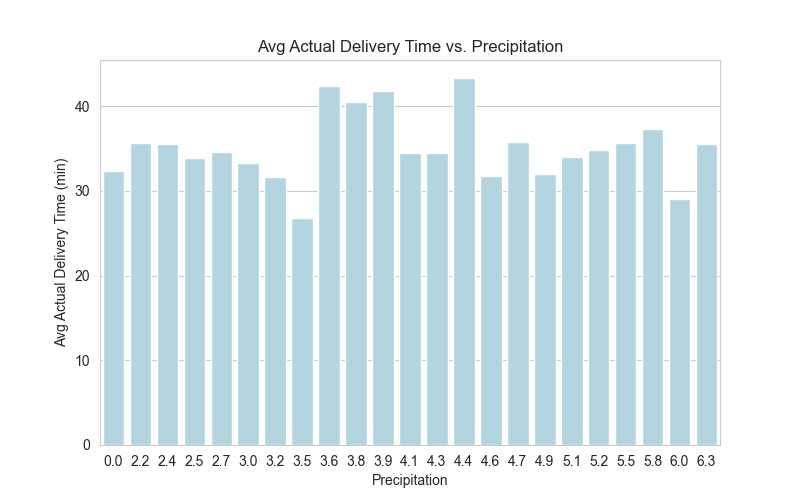 Avg Actual Delivery Time vs. Precipitation
Avg Actual Delivery Time (min)
40
30
20
10
0
0.0 2.2 2.4 2.5 2.7 3.0 3.2 3.5 3.6 3.8 3.9 4.1 4.3 4.4 4.6 4.7 4.9 5.1 5.2 5.5 5.8 6.0 6.3
Precipitation